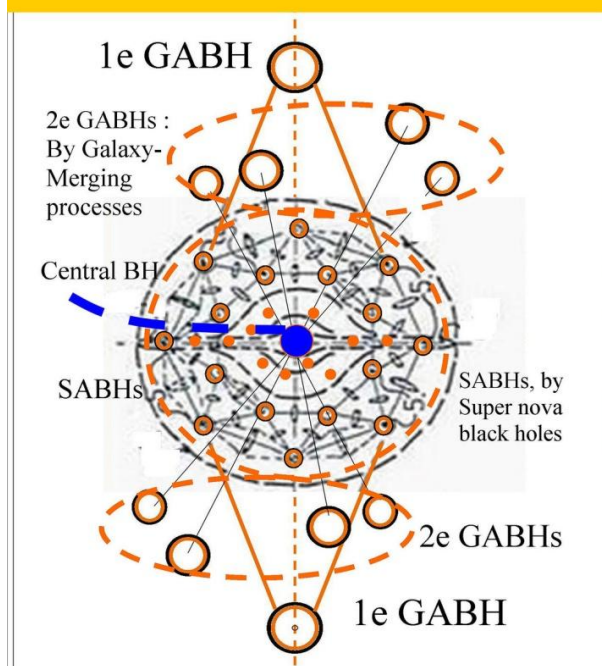 1e GABH
2e GABHs :
By Galaxy-
Merging
processes
Central BH
SABHs
SABHs, by
Super nova
black holes
2e GABHs
1e GABH